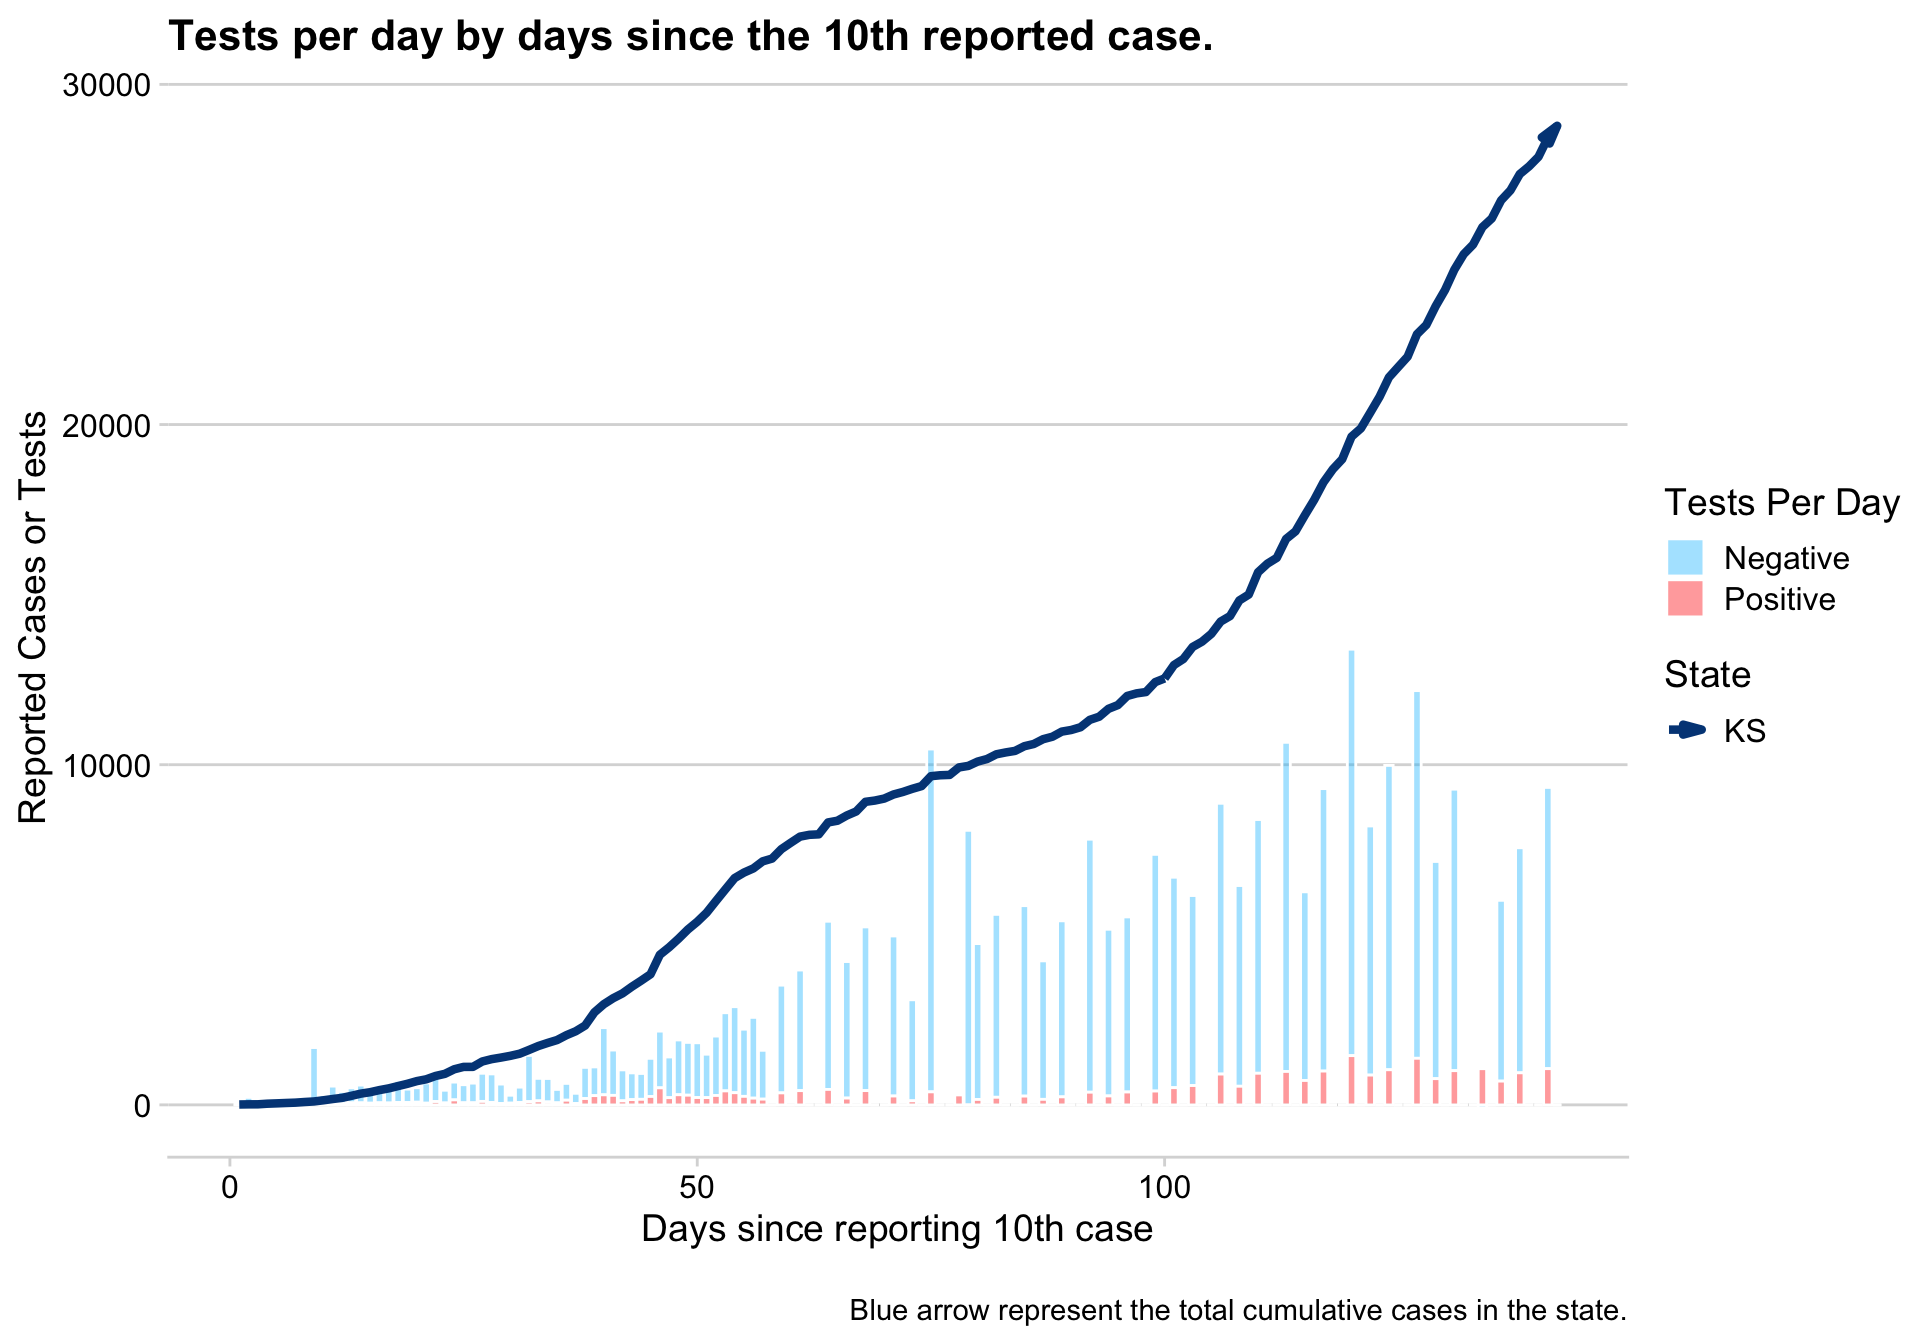 Tests per day by days since the 10th reported case.
30000
20000
10000
0
Reported Cases or Tests
0 50 100
Days since reporting 10th case
Tests Per Day
Negative
Positive
State
KS
Blue arrow represent the total cumulative cases in the state.